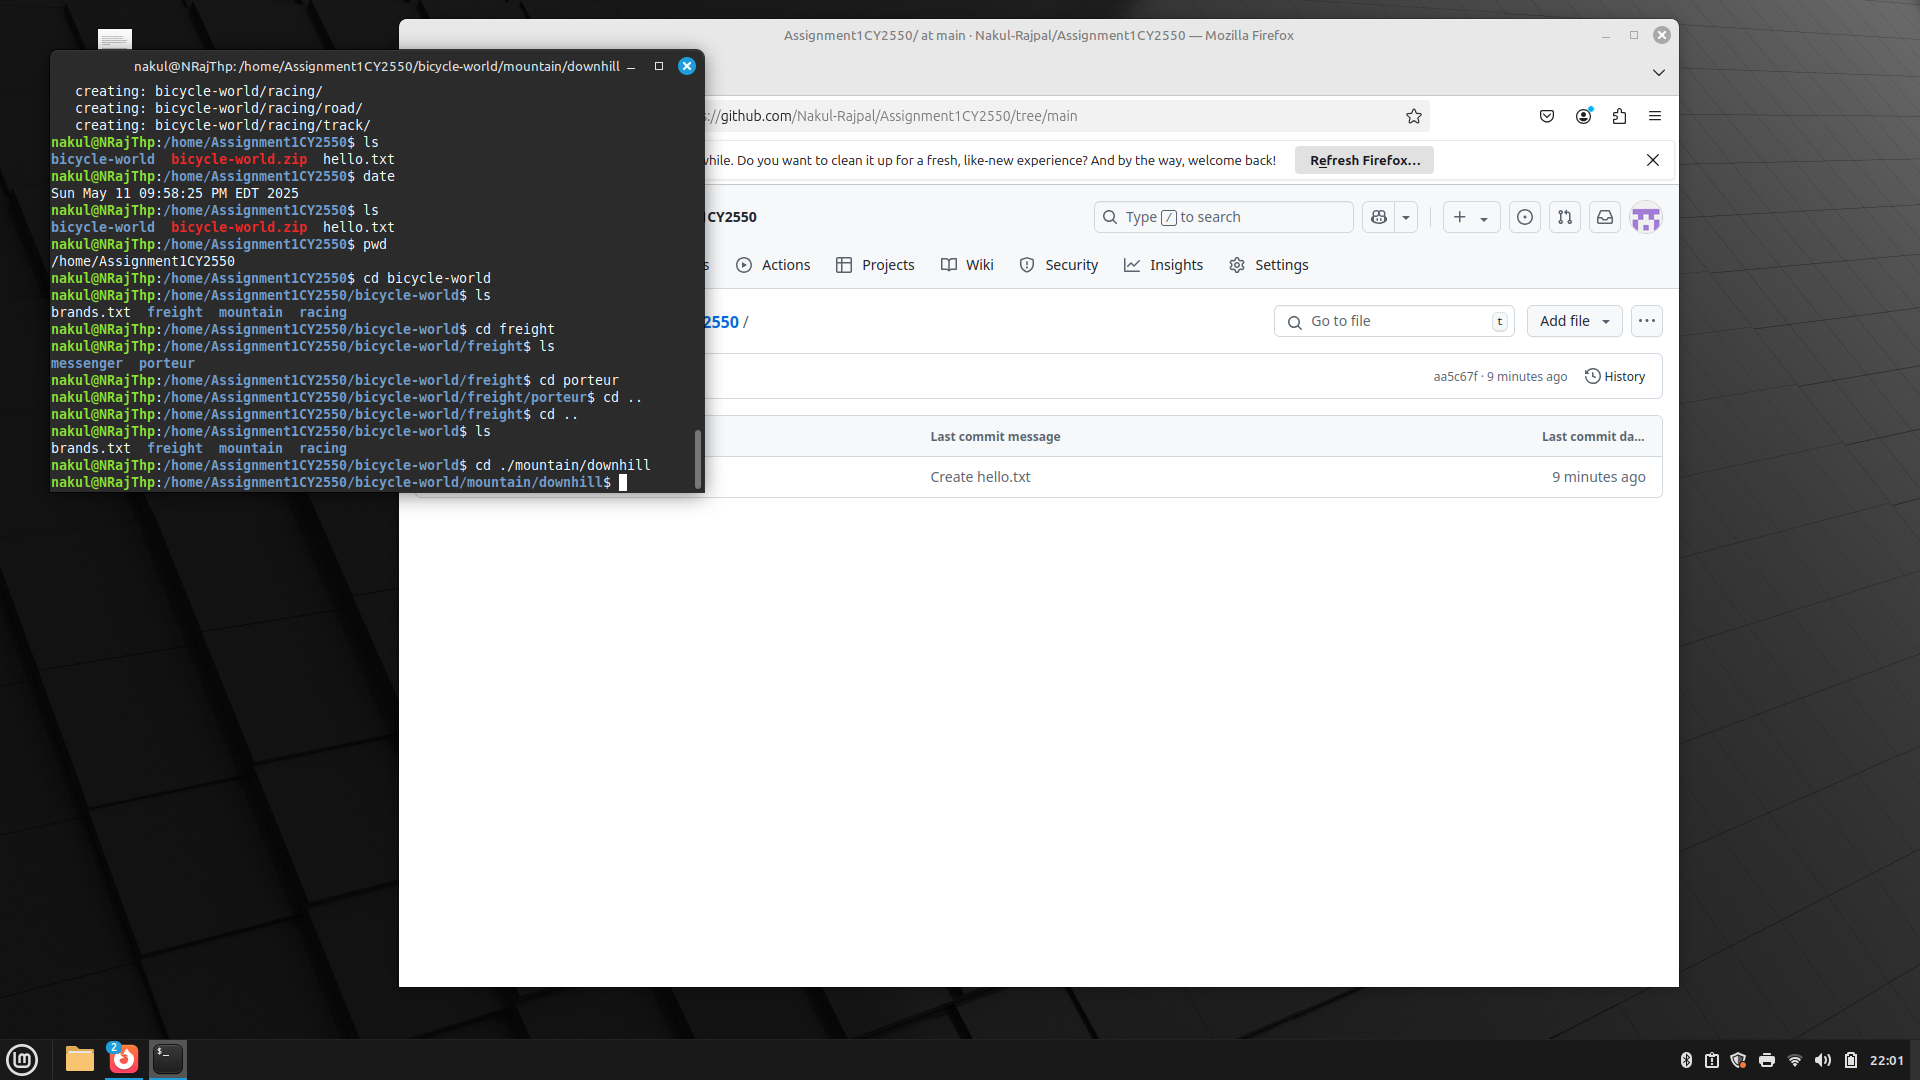 Assignment1CY2550/ at main · Nakul-Rajpal/Assignment1CY2550 — Mozilla Firefox
nakul@NRajThp: /home/Assignment1CY2550/bicycle-world/mountain/downhill
creating: bicycle-world/racing/
creating: bicycle-world/racing/road/
creating: bicycle-world/racing/track/
nakul@NRajThp:/home/Assignment1CY2550$ ls
bicycle-world  bicycle-world.zip  hello.txt
nakul@NRajThp:/home/Assignment1CY2550$ date
Sun May 11 09:58:25 PM EDT 2025
nakul@NRajThp:/home/Assignment1CY2550$ ls
bicycle-world  bicycle-world.zip  hello.txt
nakul@NRajThp:/home/Assignment1CY2550$ pwd
/home/Assignment1CY2550
nakul@NRajThp:/home/Assignment1CY2550$ cd bicycle-world
nakul@NRajThp:/home/Assignment1CY2550/bicycle-world$ ls
brands.txt  freight  mountain  racing
nakul@NRajThp:/home/Assignment1CY2550/bicycle-world$ cd freight
nakul@NRajThp:/home/Assignment1CY2550/bicycle-world/freight$ ls
messenger  porteur
nakul@NRajThp:/home/Assignment1CY2550/bicycle-world/freight$ cd porteur
nakul@NRajThp:/home/Assignment1CY2550/bicycle-world/freight/porteur$ cd ..
nakul@NRajThp:/home/Assignment1CY2550/bicycle-world/freight$ cd ..
nakul@NRajThp:/home/Assignment1CY2550/bicycle-world$ ls
brands.txt  freight  mountain  racing
nakul@NRajThp:/home/Assignment1CY2550/bicycle-world$ cd ./mountain/downhill
nakul@NRajThp:/home/Assignment1CY2550/bicycle-world/mountain/downhill$
://github.com/Nakul-Rajpal/Assignment1CY2550/tree/main
while. Do you want to clean it up for a fresh, like-new experience? And by the way, welcome back! Refresh Firefox...
1CY2550 Type / to search
s Actions Projects Wiki Security Insights Settings
2550 / Go to file t Add file
aa5c67f · 9 minutes ago History
Last commit message Last commit da...
Create hello.txt 9 minutes ago
2
$_
lm
22:01